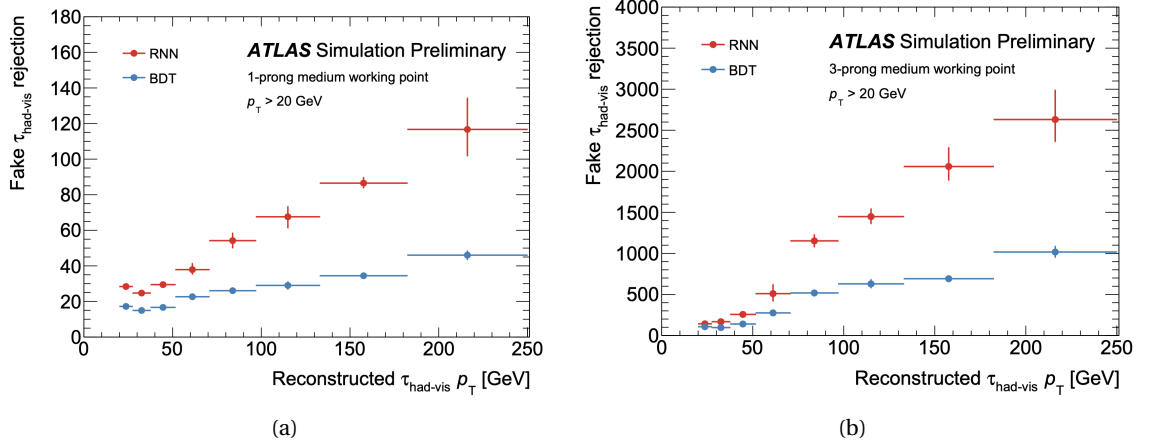 180
160
140
120
100
80
60
40
20
0
Fake τhad-vis rejection
RNN
BDT
ATLAS Simulation Preliminary
1-prong medium working point
pT > 20 GeV
0 50 100 150 200 250
Reconstructed τhad-vis pT [GeV]
(a)
4000
3500
3000
2500
2000
1500
1000
500
0
Fake τhad-vis rejection
RNN
BDT
ATLAS Simulation Preliminary
3-prong medium working point
pT > 20 GeV
0 50 100 150 200 250
Reconstructed τhad-vis pT [GeV]
(b)